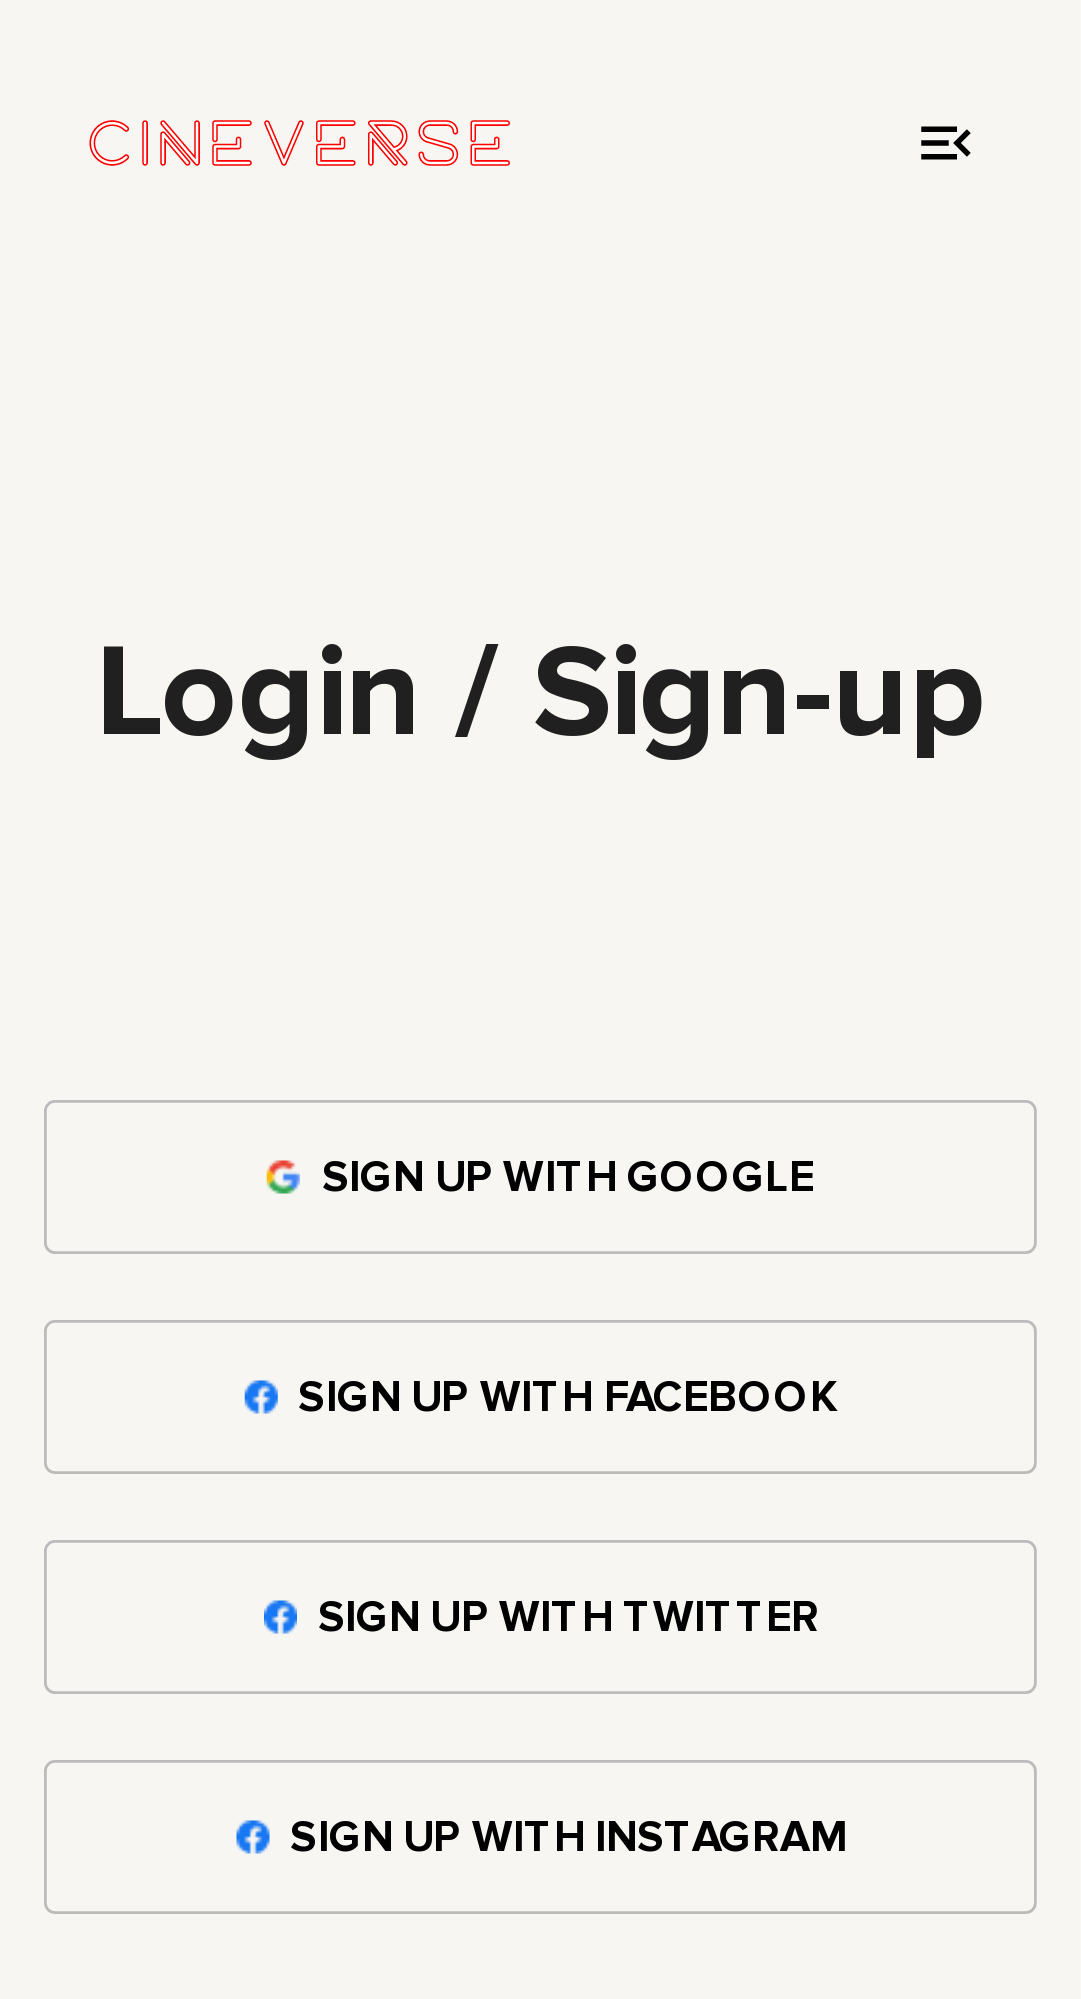 CINEVERSE
Login / Sign-up
SIGN UP WITH GOOGLE
SIGN UP WITH FACEBOOK
SIGN UP WITH TWITTER
SIGN UP WITH INSTAGRAM